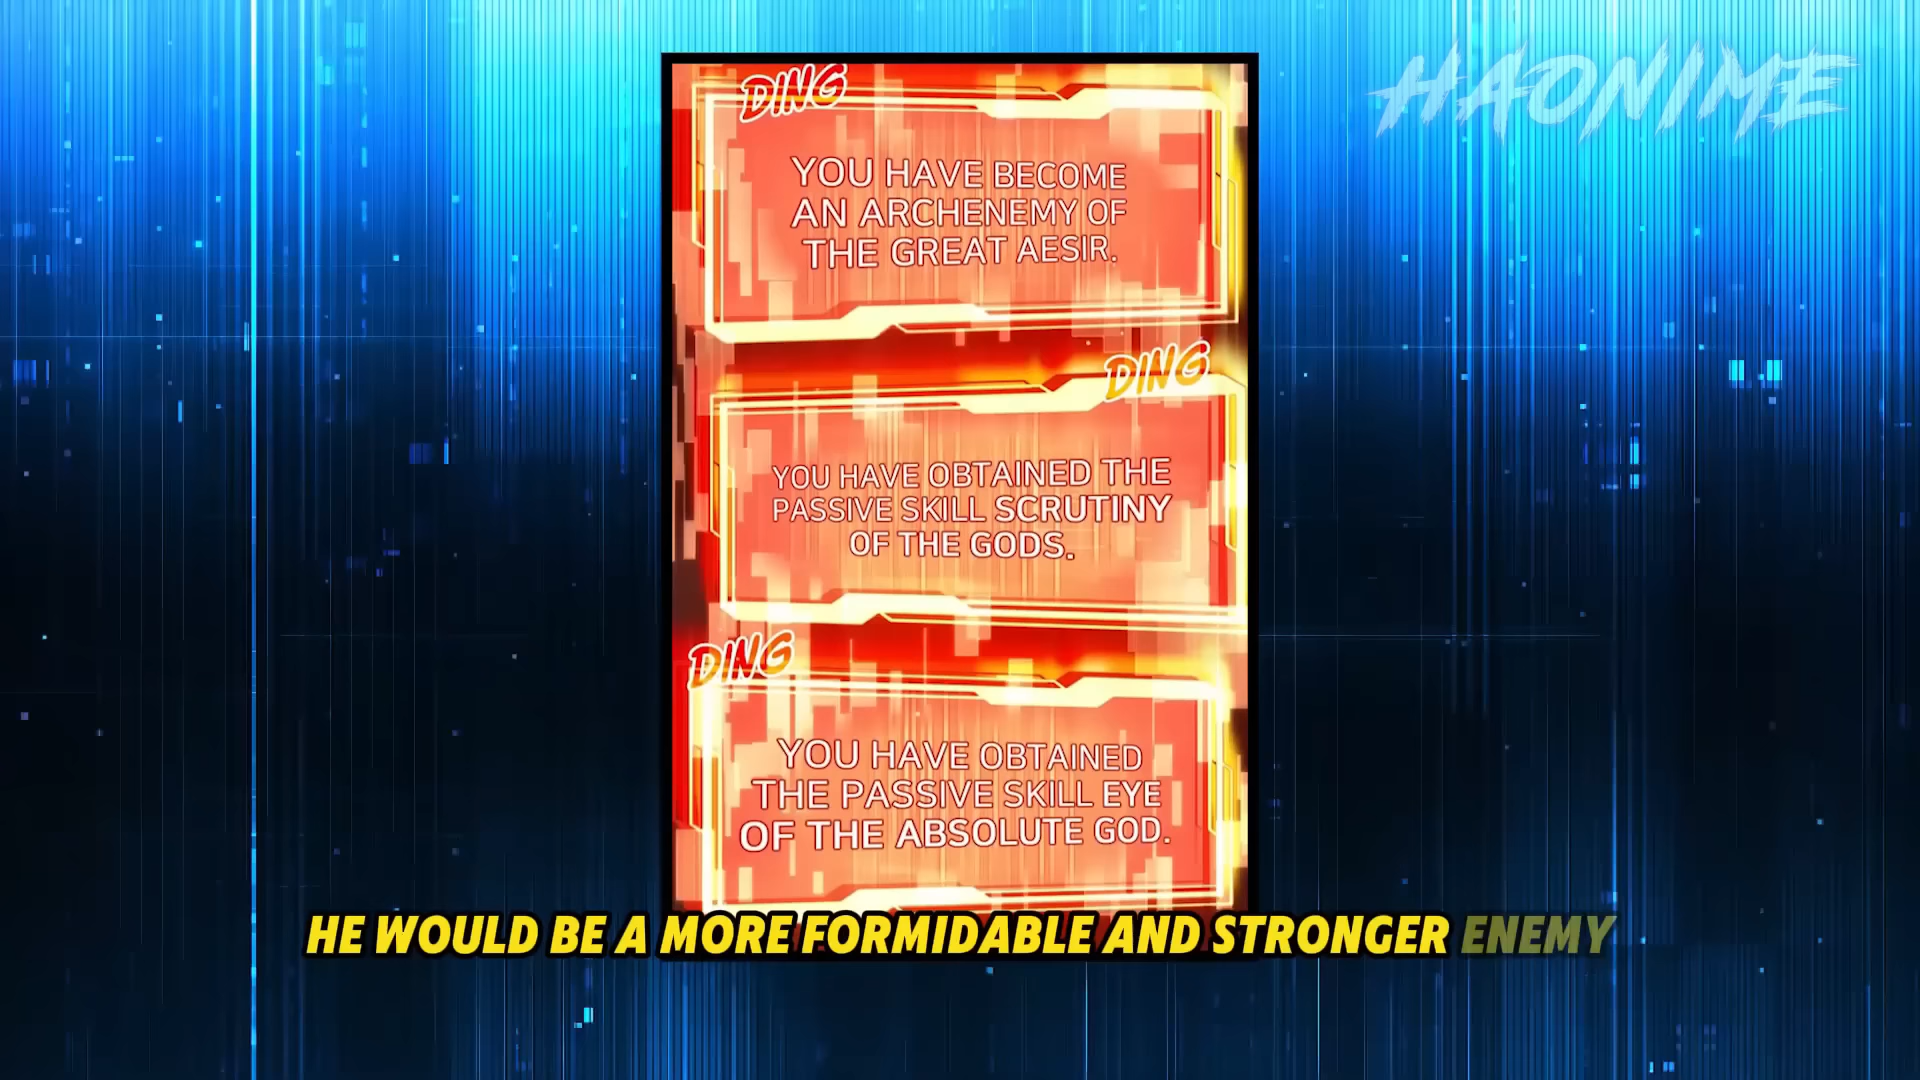 HAONIME
DING
YOU HAVE BECOME
AN ARCHENEMY OF
THE GREAT AESIR.
DING
YOU HAVE OBTAINED THE
PASSIVE SKILL SCRUTINY
OF THE GODS.
DING
YOU HAVE OBTAINED
THE PASSIVE SKILL EYE
OF THE ABSOLUTE GOD.
HE WOULD BE A MORE FORMIDABLE AND STRONGER ENEMY